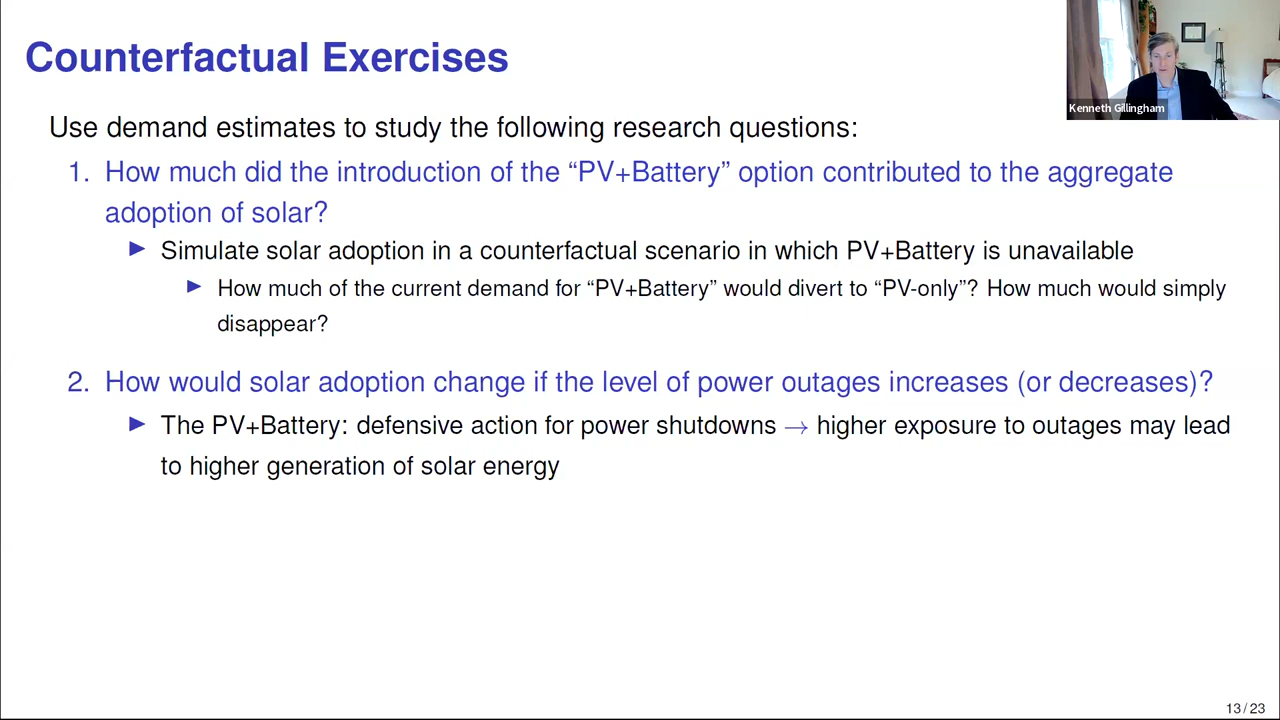 Counterfactual Exercises
Kenneth Gillingham
Use demand estimates to study the following research questions:
1. How much did the introduction of the “PV+Battery” option contributed to the aggregate
adoption of solar?
▶ Simulate solar adoption in a counterfactual scenario in which PV+Battery is unavailable
▶ How much of the current demand for “PV+Battery” would divert to “PV-only”? How much would simply
disappear?
2. How would solar adoption change if the level of power outages increases (or decreases)?
▶ The PV+Battery: defensive action for power shutdowns → higher exposure to outages may lead
to higher generation of solar energy
13 / 23